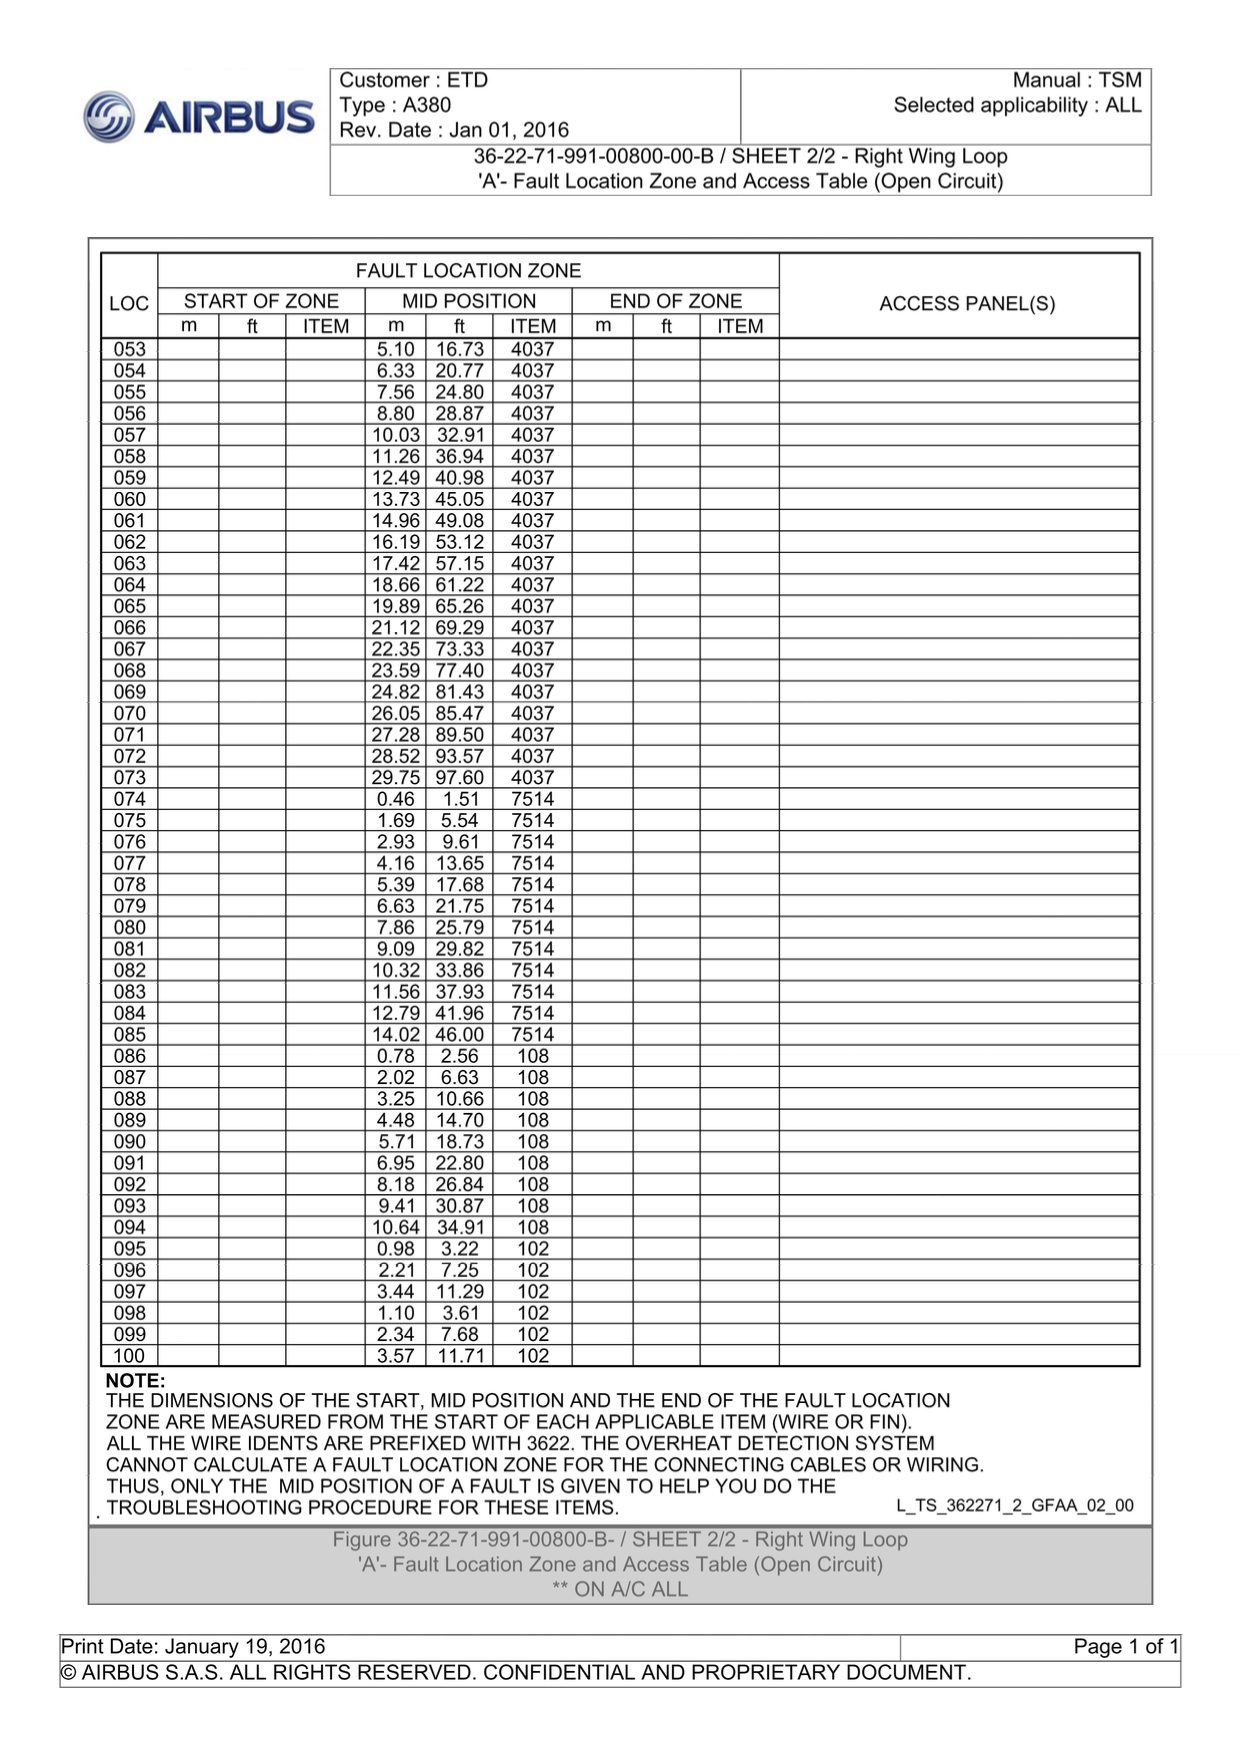 AIRBUS
Customer : ETD
Type : A380
Rev. Date : Jan 01, 2016
Manual : TSM
Selected applicability : ALL
36-22-71-991-00800-00-B / SHEET 2/2 - Right Wing Loop
'A'- Fault Location Zone and Access Table (Open Circuit)
FAULT LOCATION ZONE
LOC START OF ZONE MID POSITION END OF ZONE ACCESS PANEL(S)
m ft ITEM m ft ITEM m ft ITEM
053 5.10 16.73 4037
054 6.33 20.77 4037
055 7.56 24.80 4037
056 8.80 28.87 4037
057 10.03 32.91 4037
058 11.26 36.94 4037
059 12.49 40.98 4037
060 13.73 45.05 4037
061 14.96 49.08 4037
062 16.19 53.12 4037
063 17.42 57.15 4037
064 18.66 61.22 4037
065 19.89 65.26 4037
066 21.12 69.29 4037
067 22.35 73.33 4037
068 23.59 77.40 4037
069 24.82 81.43 4037
070 26.05 85.47 4037
071 27.28 89.50 4037
072 28.52 93.57 4037
073 29.75 97.60 4037
074 0.46 1.51 7514
075 1.69 5.54 7514
076 2.93 9.61 7514
077 4.16 13.65 7514
078 5.39 17.68 7514
079 6.63 21.75 7514
080 7.86 25.79 7514
081 9.09 29.82 7514
082 10.32 33.86 7514
083 11.56 37.93 7514
084 12.79 41.96 7514
085 14.02 46.00 7514
086 0.78 2.56 108
087 2.02 6.63 108
088 3.25 10.66 108
089 4.48 14.70 108
090 5.71 18.73 108
091 6.95 22.80 108
092 8.18 26.84 108
093 9.41 30.87 108
094 10.64 34.91 108
095 0.98 3.22 102
096 2.21 7.25 102
097 3.44 11.29 102
098 1.10 3.61 102
099 2.34 7.68 102
100 3.57 11.71 102
NOTE:
THE DIMENSIONS OF THE START, MID POSITION AND THE END OF THE FAULT LOCATION
ZONE ARE MEASURED FROM THE START OF EACH APPLICABLE ITEM (WIRE OR FIN).
ALL THE WIRE IDENTS ARE PREFIXED WITH 3622. THE OVERHEAT DETECTION SYSTEM
CANNOT CALCULATE A FAULT LOCATION ZONE FOR THE CONNECTING CABLES OR WIRING.
THUS, ONLY THE MID POSITION OF A FAULT IS GIVEN TO HELP YOU DO THE
. TROUBLESHOOTING PROCEDURE FOR THESE ITEMS. L_TS_362271_2_GFAA_02_00
Figure 36-22-71-991-00800-B- / SHEET 2/2 - Right Wing Loop
'A'- Fault Location Zone and Access Table (Open Circuit)
** ON A/C ALL
Print Date: January 19, 2016 Page 1 of 1
© AIRBUS S.A.S. ALL RIGHTS RESERVED. CONFIDENTIAL AND PROPRIETARY DOCUMENT.